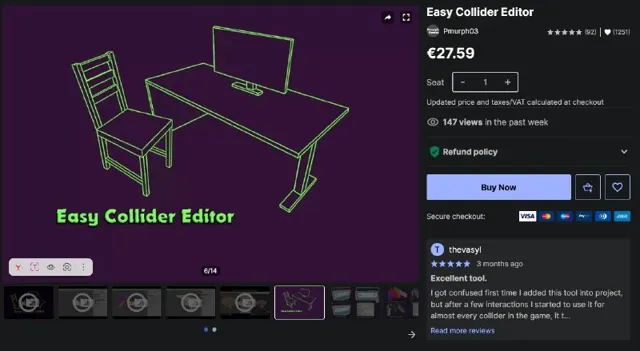 Easy Collider Editor
Pmurph03
(92) | (1251)
€27.59
Seat - 1 +
Updated price and taxes/VAT calculated at checkout
147 views in the past week
Refund policy
Buy Now
Secure checkout: VISA
Easy Collider Editor
6/14
T thevasyl
3 months ago
Excellent tool.
I got confused first time I added this tool into project,
but after a few interactions I started to use it for
almost every collider in the game, it t...
Read more reviews